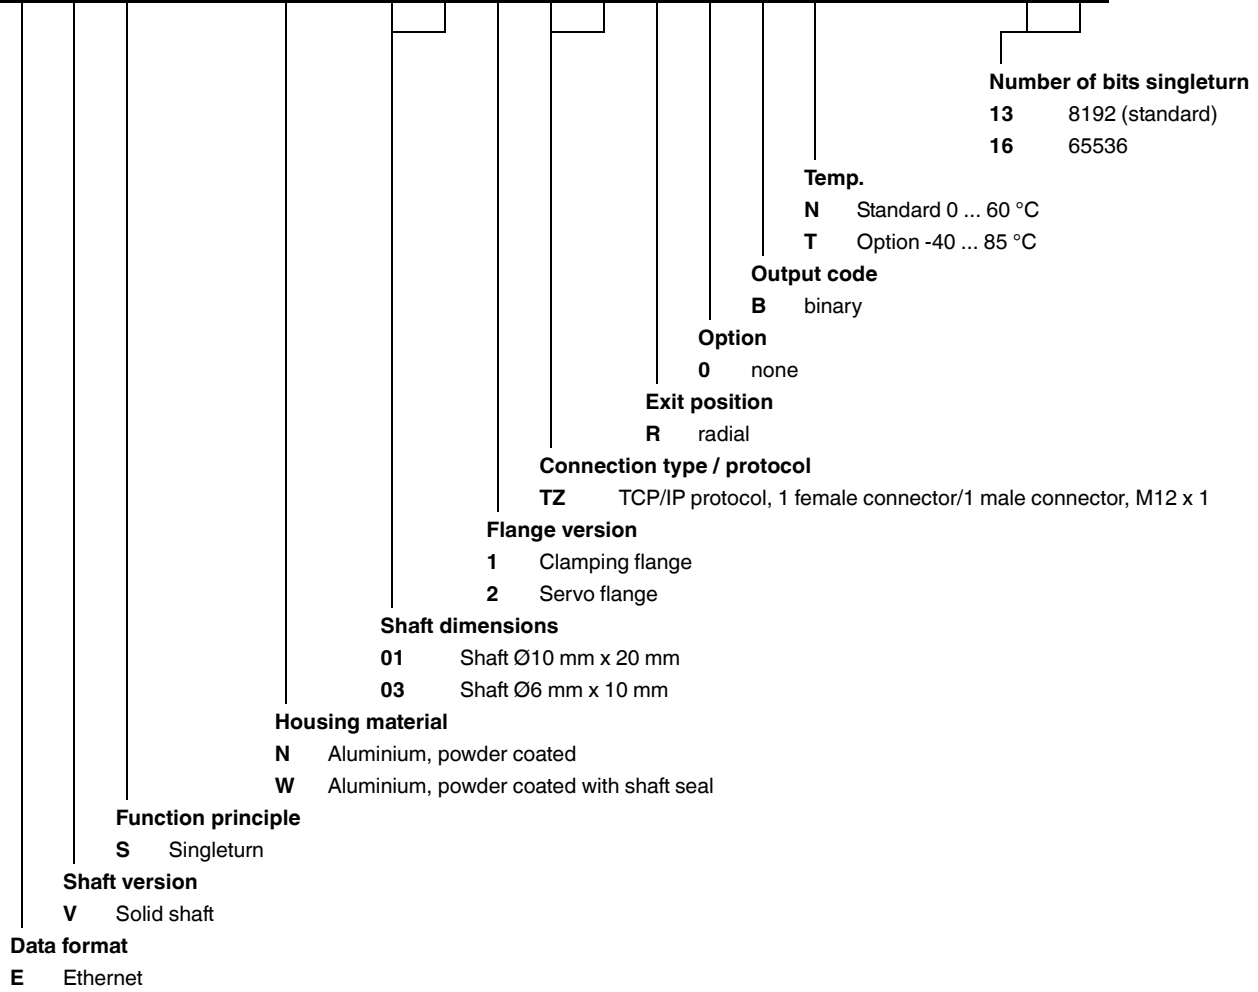 Number of bits singleturn
13 8192 (standard)
16 65536
Temp.
N Standard 0 ... 60 °C
T Option -40 ... 85 °C
Output code
B binary
Option
0 none
Exit position
R radial
Connection type / protocol
TZ TCP/IP protocol, 1 female connector/1 male connector, M12 x 1
Flange version
1 Clamping flange
2 Servo flange
Shaft dimensions
01 Shaft Ø10 mm x 20 mm
03 Shaft Ø6 mm x 10 mm
Housing material
N Aluminium, powder coated
W Aluminium, powder coated with shaft seal
Function principle
S Singleturn
Shaft version
V Solid shaft
Data format
E Ethernet